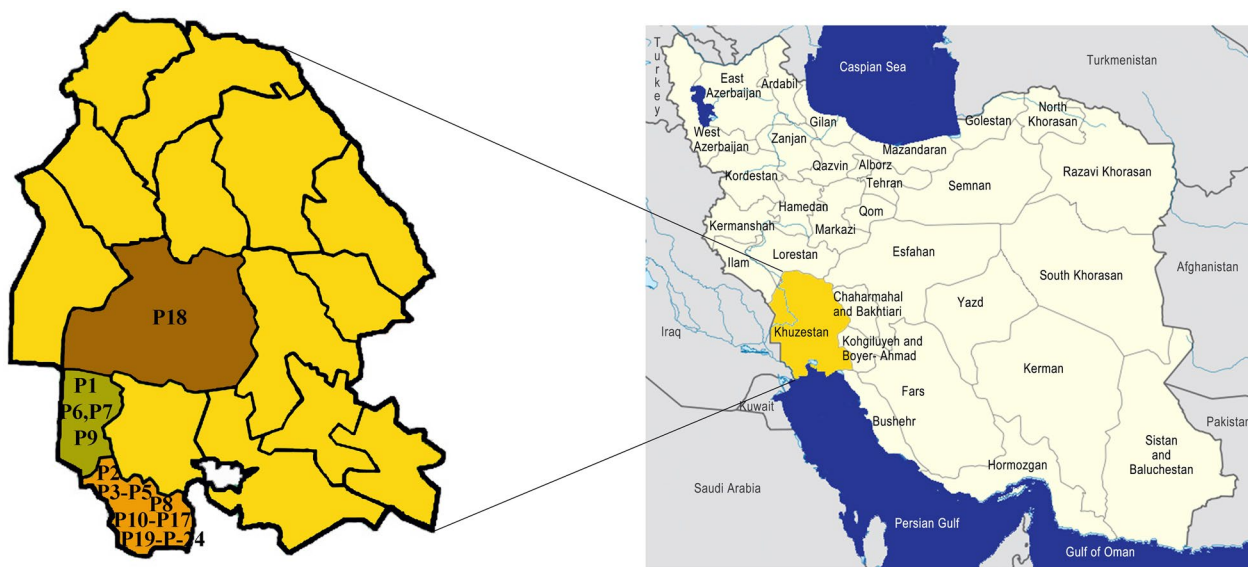 P18
P1
P6,P7
P9
P2
P3-P5
P8
P10-P17
P19-P-24
Turkey
Caspian Sea
Turkmenistan
East
Azerbaijan
Ardabil
West
Azerbaijan
Gilan
Zanjan
Golestan
North
Khorasan
Mazandaran
Qazvin
Alborz
Tehran
Kordestan
Semnan
Razavi Khorasan
Hamedan
Qom
Markazi
Kermanshah
Lorestan
Esfahan
Ilam
South Khorasan
Afghanistan
Chaharmahal
and Bakhtiari
Yazd
Iraq
Khuzestan
Kohgiluyeh and
Boyer- Ahmad
Kerman
Fars
Kuwait
Bushehr
Pakistan
Sistan
and
Baluchestan
Hormozgan
Saudi Arabia
Persian Gulf
Gulf of Oman